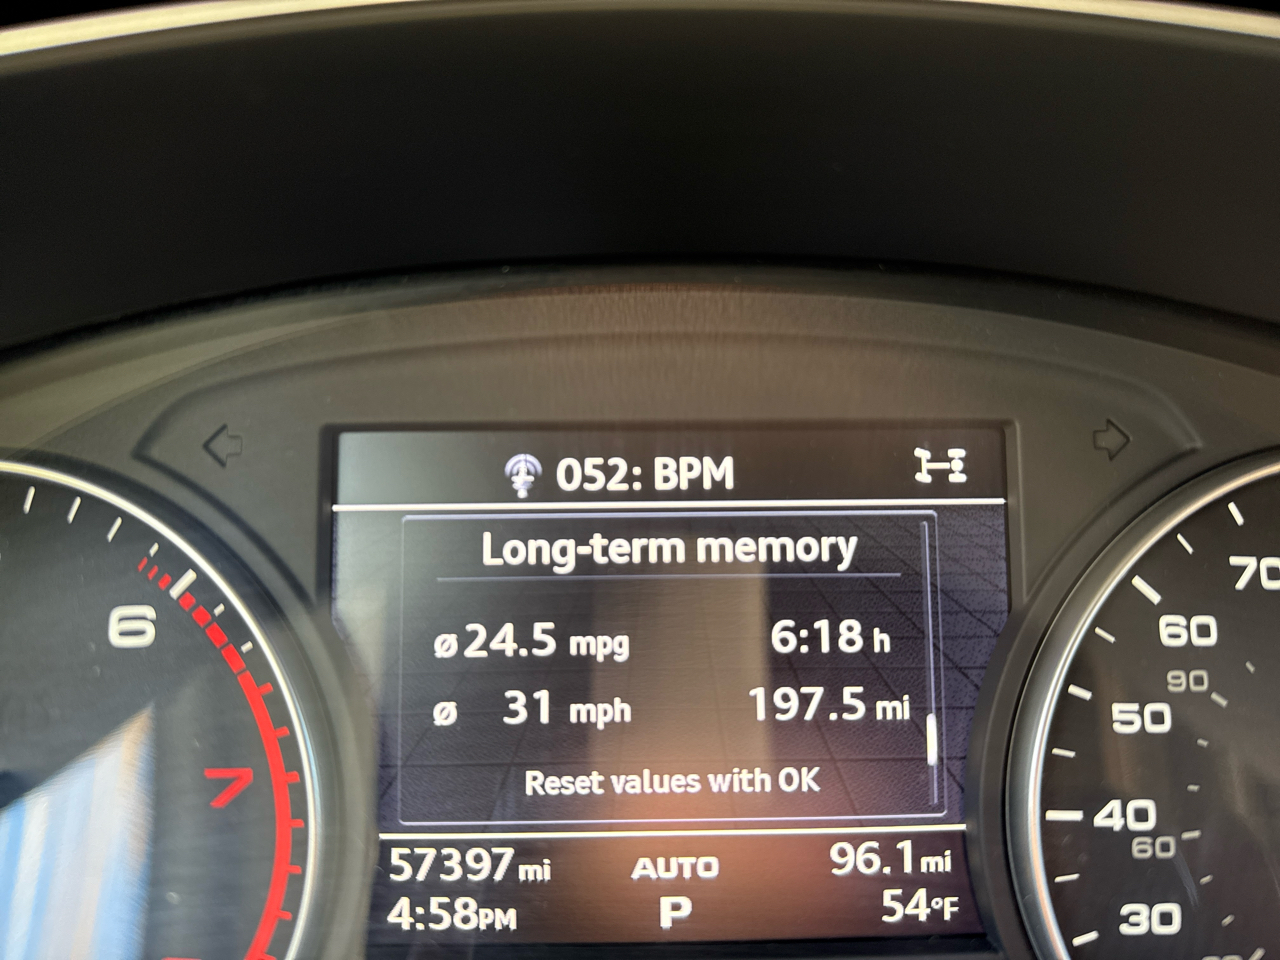 052: BPM
Long-term memory
ø 24.5 mpg 6:18 h
ø 31 mph 197.5 mi
Reset values with OK
57397 mi AUTO 96.1 mi
4:58PM P 54°F
6
7
70
60
90
50
40
60
30